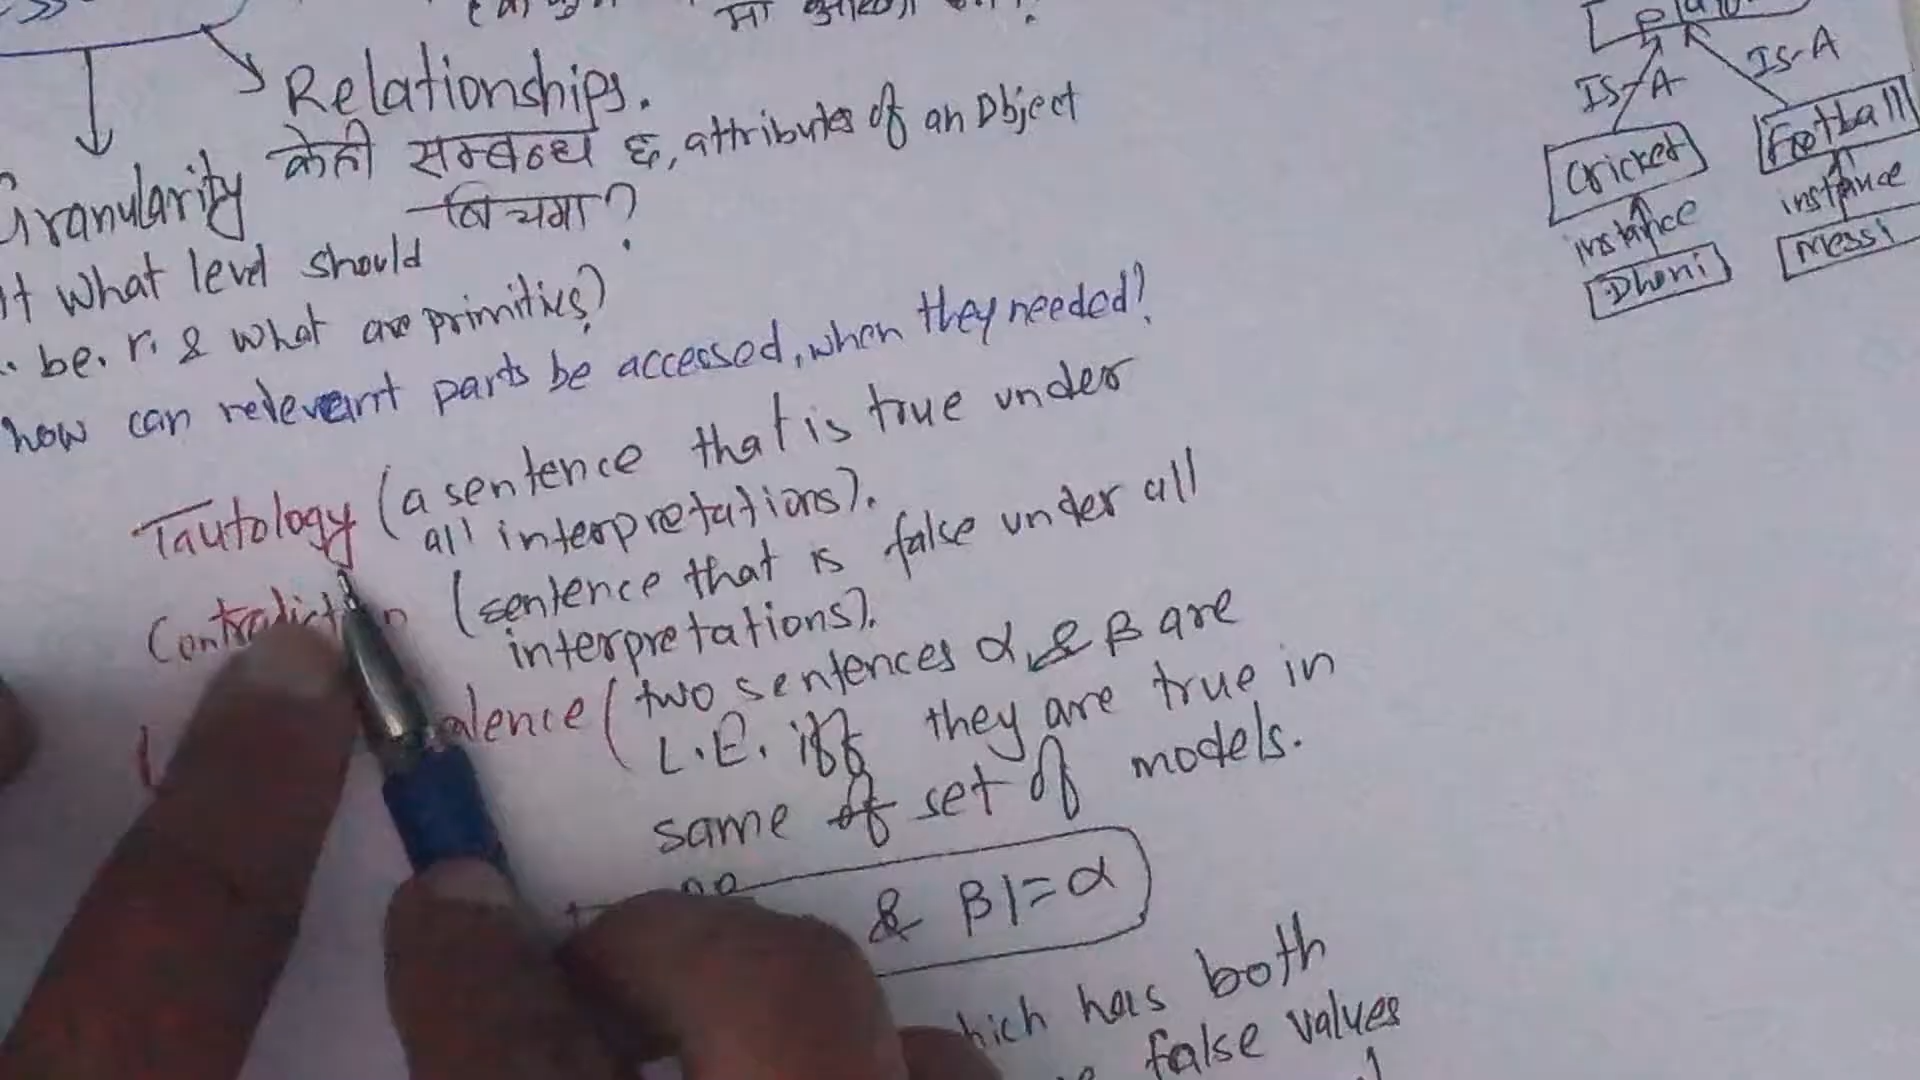 Relationships.
केही सम्बन्ध छ, attributes of an Object
बिचमा?
Granularity
At what level should
be. r. & what are primitives?
how can relevant parts be accessed, when they needed?
Tautology (a sentence that is true under
all interpretations).
Contradiction (sentence that is false under all
interpretations).
alence (two sentences α & β are
L.E. iff they are true in
same of set of models.
& β |= α
hich has both
false values
IS-A
IS-A
Cricket
Football
instance
instance
Dhoni
Messi